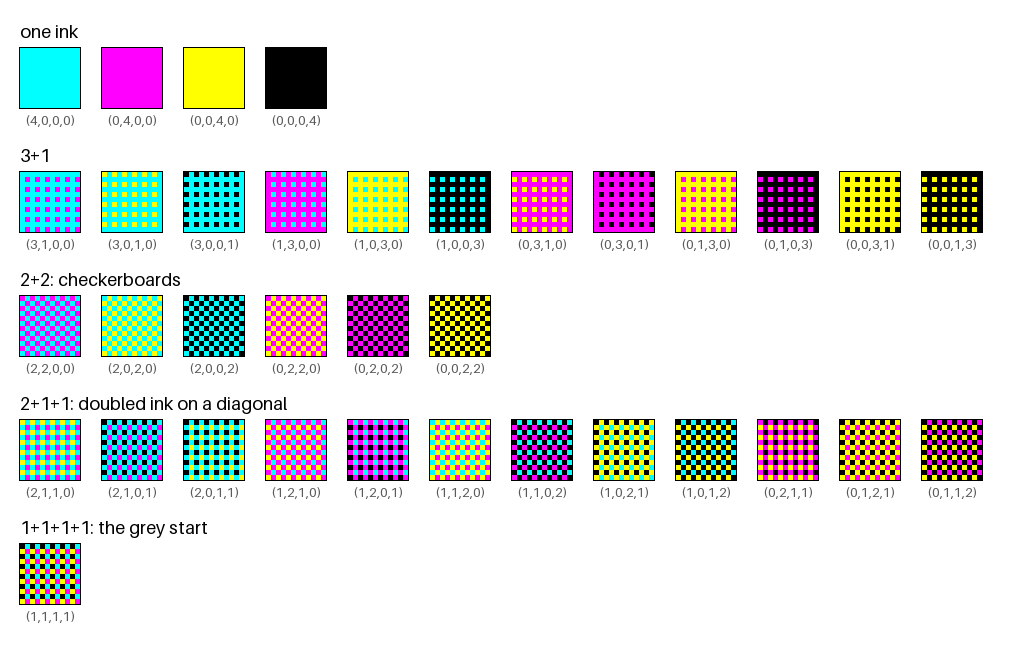 one ink
(4,0,0,0) (0,4,0,0) (0,0,4,0) (0,0,0,4)
3+1
(3,1,0,0) (3,0,1,0) (3,0,0,1) (1,3,0,0) (1,0,3,0) (1,0,0,3) (0,3,1,0) (0,3,0,1) (0,1,3,0) (0,1,0,3) (0,0,3,1) (0,0,1,3)
2+2: checkerboards
(2,2,0,0) (2,0,2,0) (2,0,0,2) (0,2,2,0) (0,2,0,2) (0,0,2,2)
2+1+1: doubled ink on a diagonal
(2,1,1,0) (2,1,0,1) (2,0,1,1) (1,2,1,0) (1,2,0,1) (1,1,2,0) (1,1,0,2) (1,0,2,1) (1,0,1,2) (0,2,1,1) (0,1,2,1) (0,1,1,2)
1+1+1+1: the grey start
(1,1,1,1)